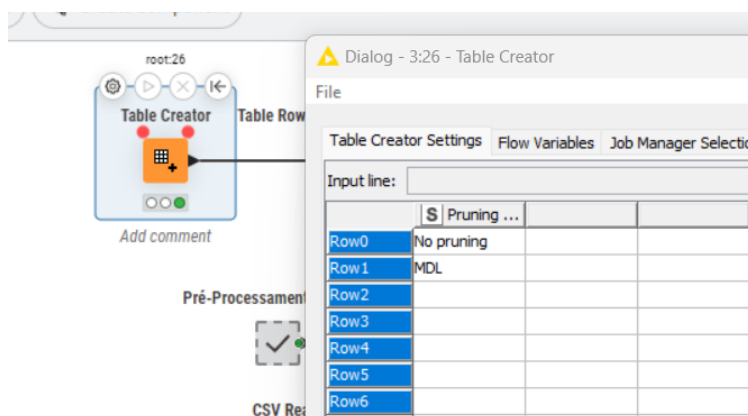 root:26
Table Creator
Table Row
Add comment
Pré-Processament
CSV Rea
Dialog - 3:26 - Table Creator
File
Table Creator Settings
Flow Variables
Job Manager Selectio
Input line:
S Pruning ...
Row0 No pruning
Row1 MDL
Row2
Row3
Row4
Row5
Row6